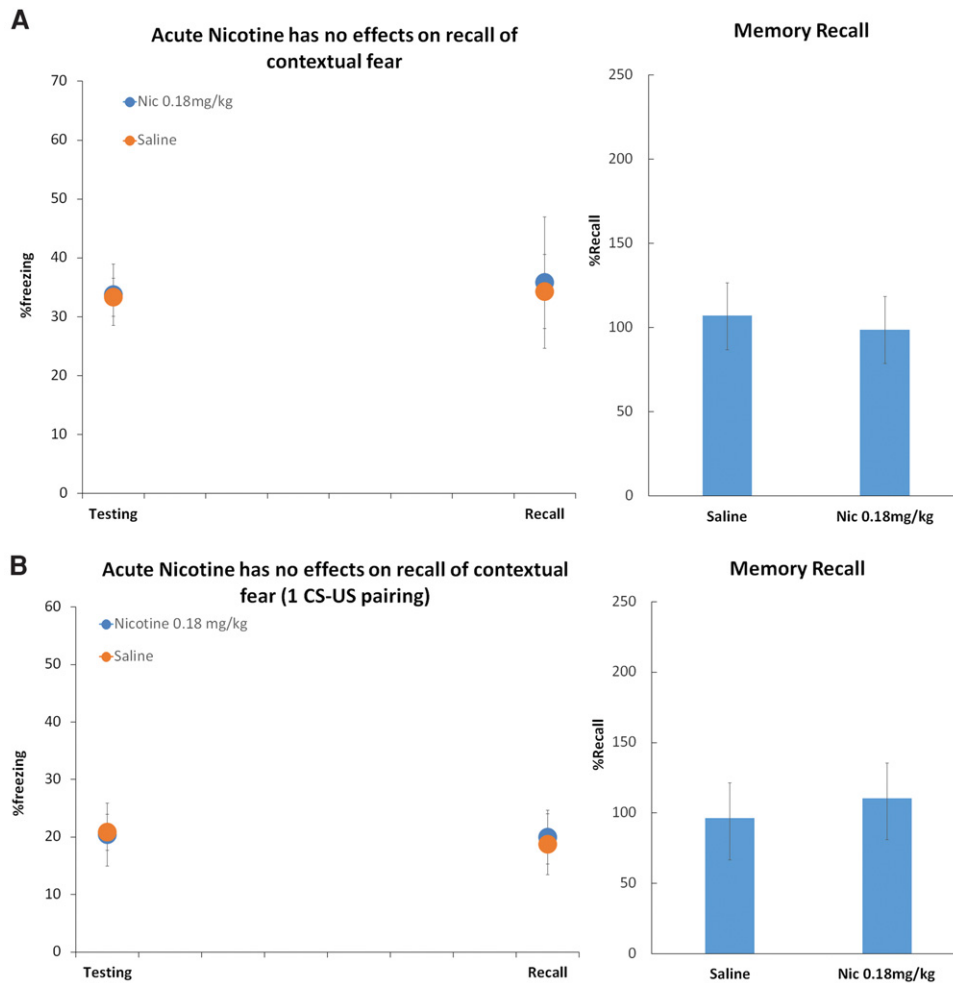 A
Acute Nicotine has no effects on recall of
contextual fear
70
60
50
40
30
20
10
0
%freezing
Nic 0.18mg/kg
Saline
Testing
Recall
Memory Recall
250
200
150
100
50
0
%Recall
Saline
Nic 0.18mg/kg
B
Acute Nicotine has no effects on recall of contextual
fear (1 CS-US pairing)
60
50
40
30
20
10
0
%freezing
Nicotine 0.18 mg/kg
Saline
Testing
Recall
Memory Recall
250
200
150
100
50
0
%Recall
Saline
Nic 0.18mg/kg